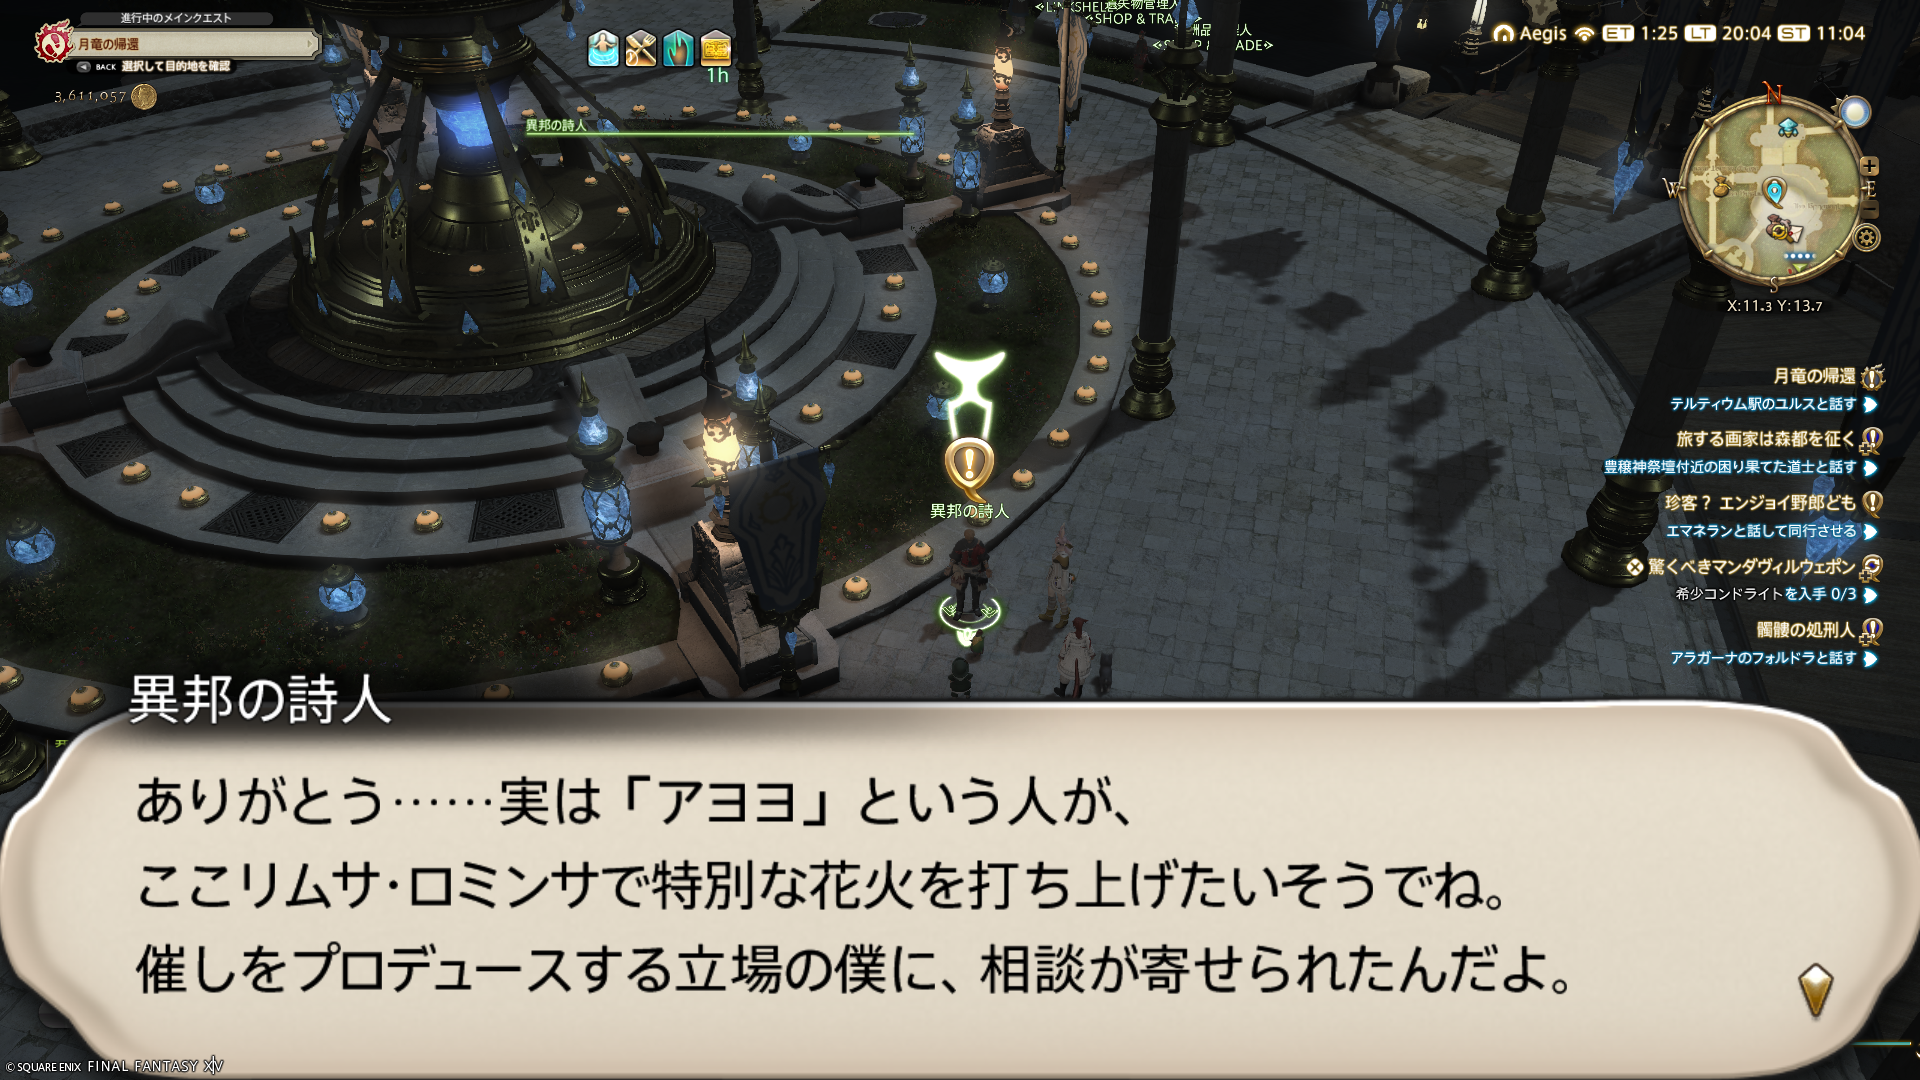 進行中のメインクエスト
月竜の帰還
BACK 選択して目的地を確認
3,611,057
1h
SHOP & TRA
Aegis ET 1:25 LT 20:04 ST 11:04
N
W
E
S
X:11.3 Y:13.7
異邦の詩人
異邦の詩人
月竜の帰還
テルティウム駅のユルスと話す
旅する画家は森都を征く
豊穣神祭壇付近の困り果てた道士と話す
珍客？ エンジョイ野郎ども
エマネランと話して同行させる
驚くべきマンダヴィルウェポン
希少コンドライトを入手 0/3
髑髏の処刑人
アラガーナのフォルドラと話す
異邦の詩人
ありがとう……実は「アヨヨ」という人が、
ここリムサ・ロミンサで特別な花火を打ち上げたいそうでね。
催しをプロデュースする立場の僕に、相談が寄せられたんだよ。
© SQUARE ENIX FINAL FANTASY XIV